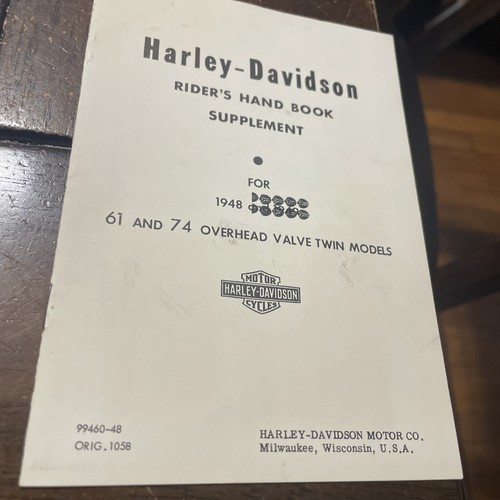 Harley-Davidson
RIDER'S HAND BOOK
SUPPLEMENT
FOR
1948
61 AND 74 OVERHEAD VALVE TWIN MODELS
MOTOR
HARLEY-DAVIDSON
CYCLES
99460-48
ORIG. 1058
HARLEY-DAVIDSON MOTOR CO.
Milwaukee, Wisconsin, U.S.A.